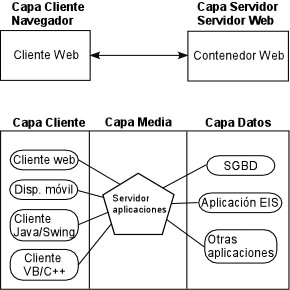 Capa Cliente
Navegador
Capa Servidor
Servidor Web
Cliente Web
Contenedor Web
Capa Cliente
Capa Media
Capa Datos
Cliente web
Disp. móvil
Cliente
Java/Swing
Cliente
VB/C++
Servidor
aplicaciones
SGBD
Aplicación EIS
Otras
aplicaciones